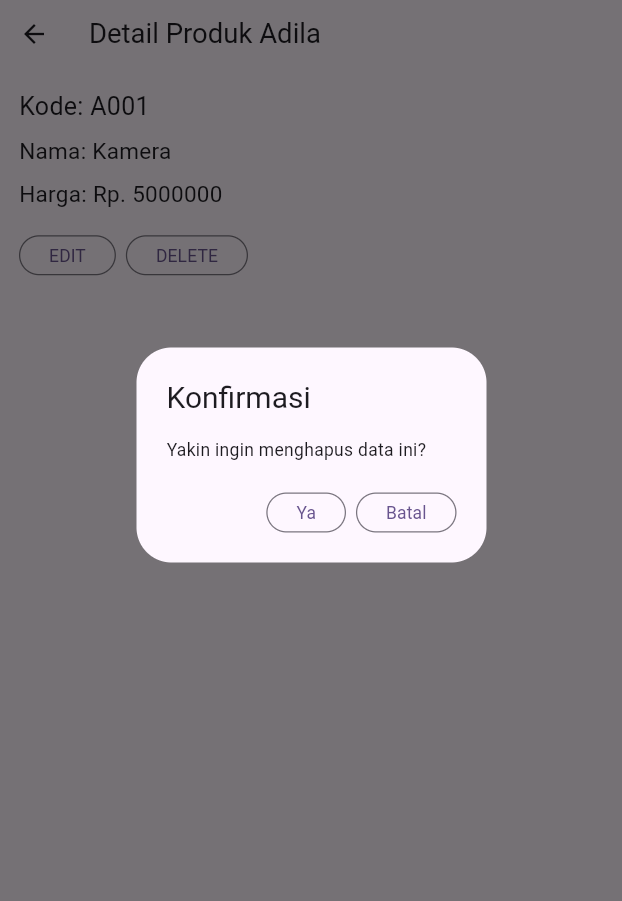 Detail Produk Adila
Kode: A001
Nama: Kamera
Harga: Rp. 5000000
EDIT DELETE
Konfirmasi
Yakin ingin menghapus data ini?
Ya Batal